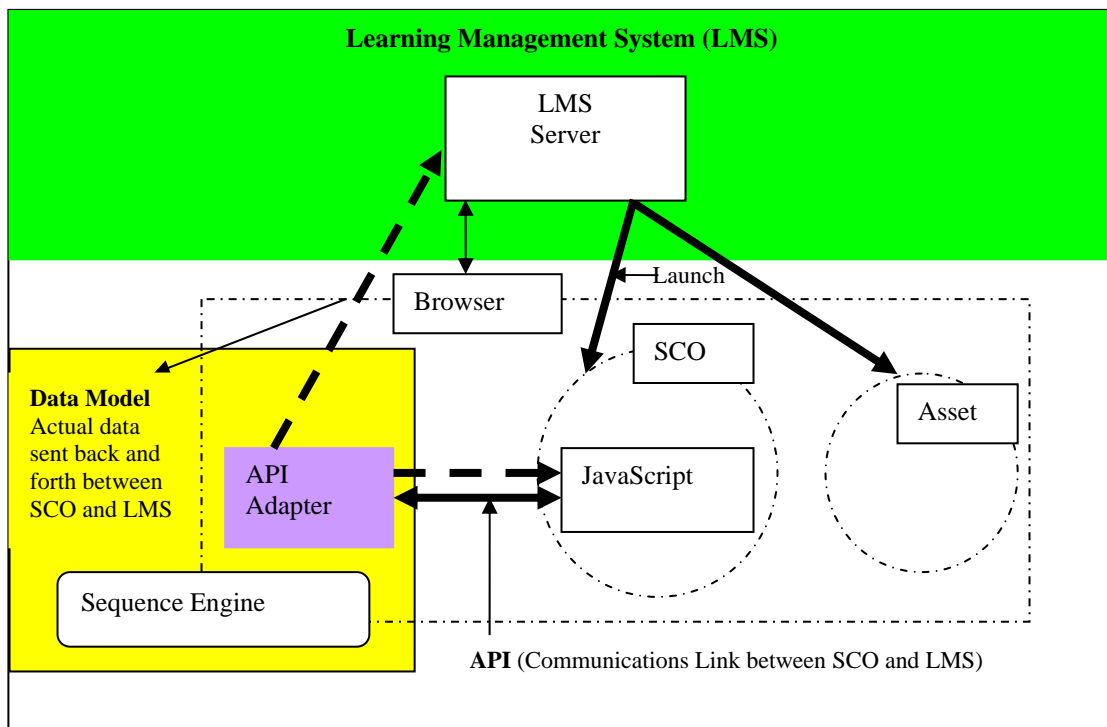 Learning Management System (LMS)
LMS
Server
Launch
Browser
SCO
Data Model
Actual data
sent back and
forth between
SCO and LMS
Asset
API
Adapter
JavaScript
Sequence Engine
API (Communications Link between SCO and LMS)